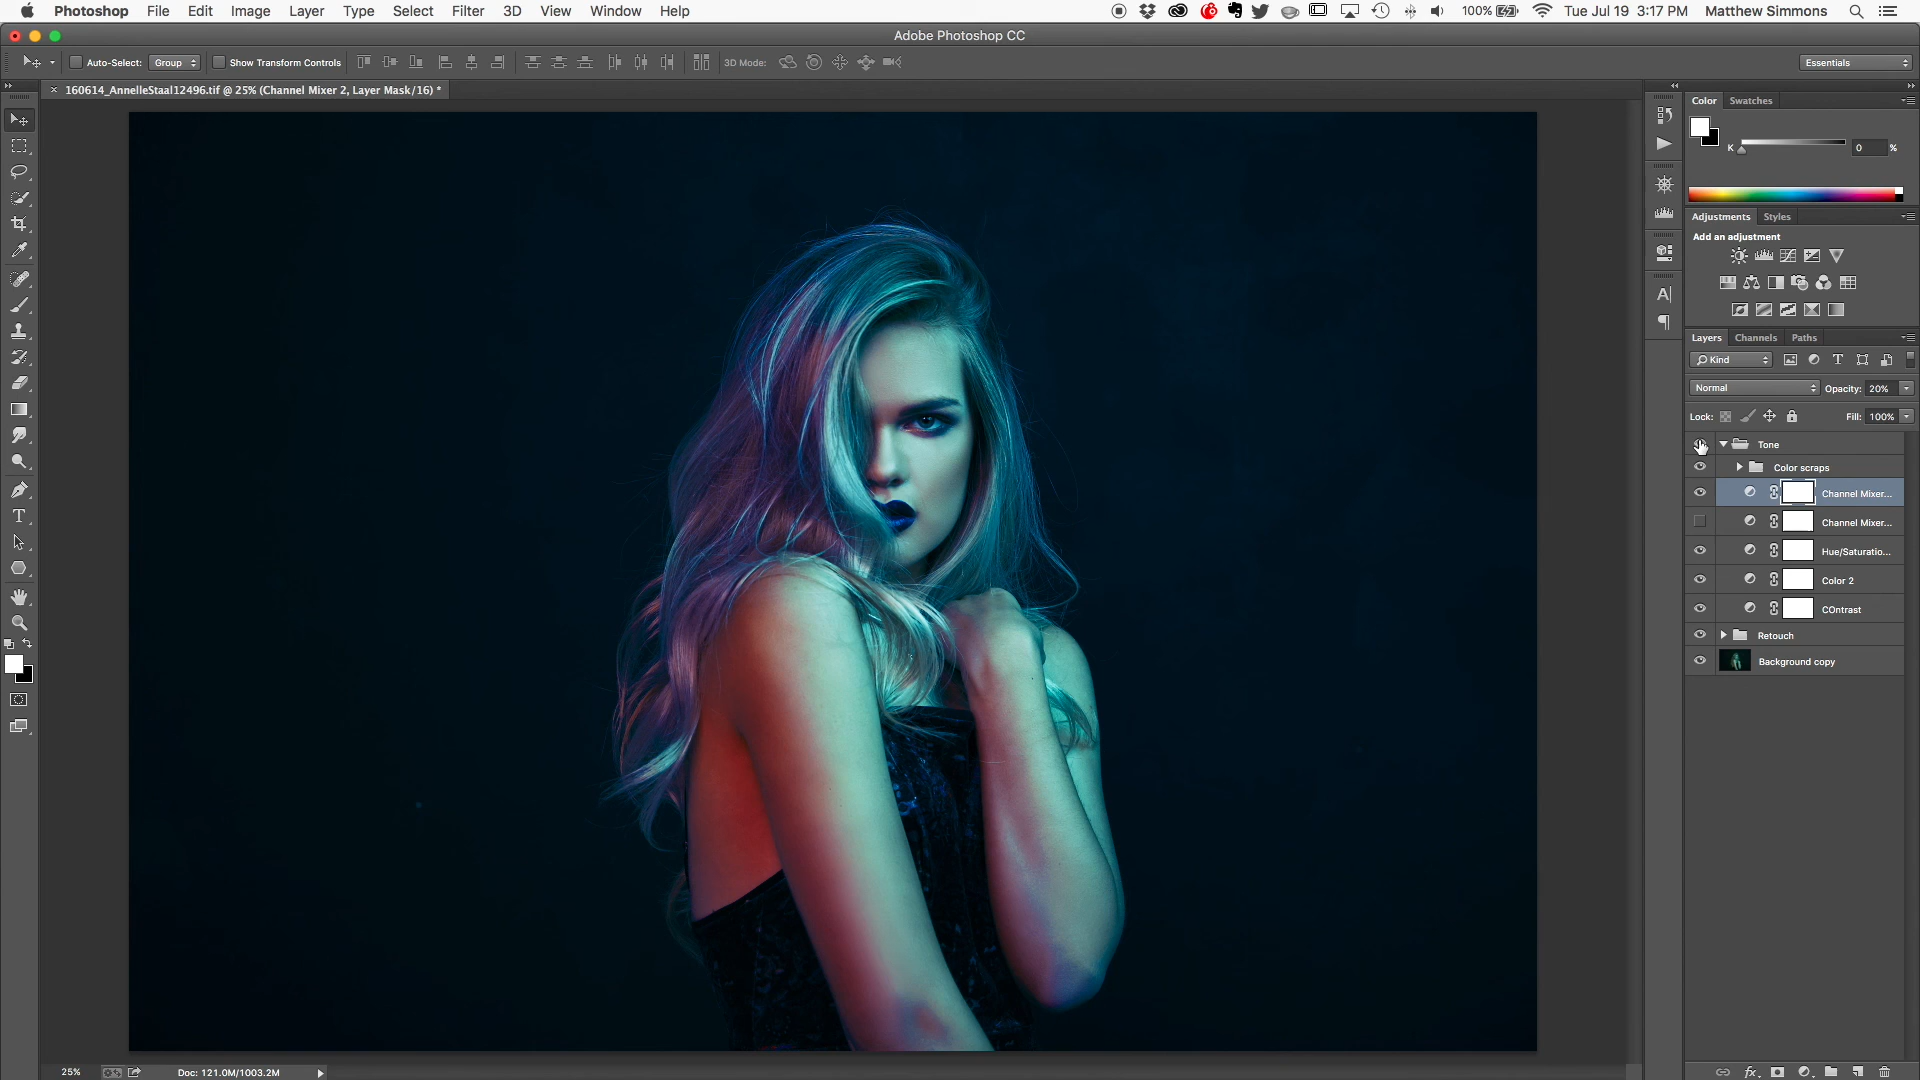 Photoshop File Edit Image Layer Type Select Filter 3D View Window Help 100% Tue Jul 19 3:17 PM Matthew Simmons
Adobe Photoshop CC
Auto-Select: Group Show Transform Controls 3D Mode: Essentials
160614_AnnelleStaal12496.tif @ 25% (Channel Mixer 2, Layer Mask/16) *
Color Swatches
K 0 %
Adjustments Styles
Add an adjustment
Layers Channels Paths
Kind
Normal Opacity: 20%
Lock: Fill: 100%
Tone
Color scraps
Channel Mixer...
Channel Mixer...
Hue/Saturatio...
Color 2
COntrast
Retouch
Background copy
25% Doc: 121.0M/1003.2M